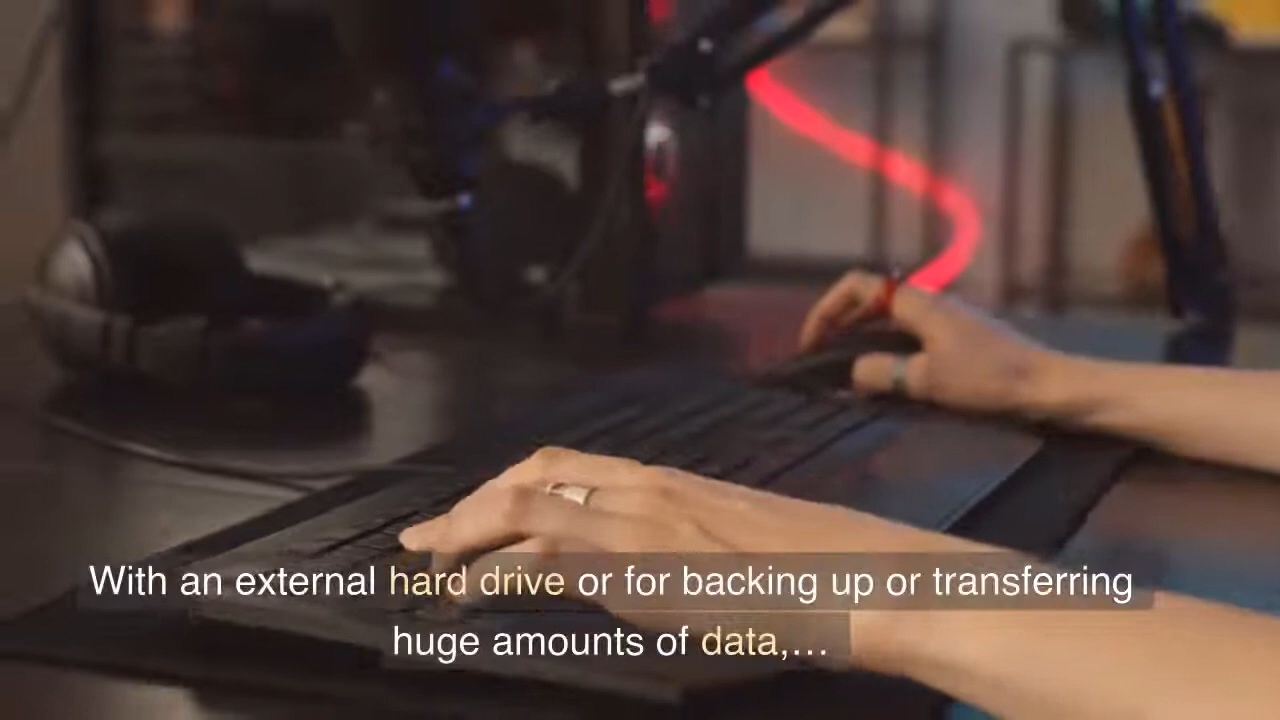 With an external hard drive or for backing up or transferring
huge amounts of data,...